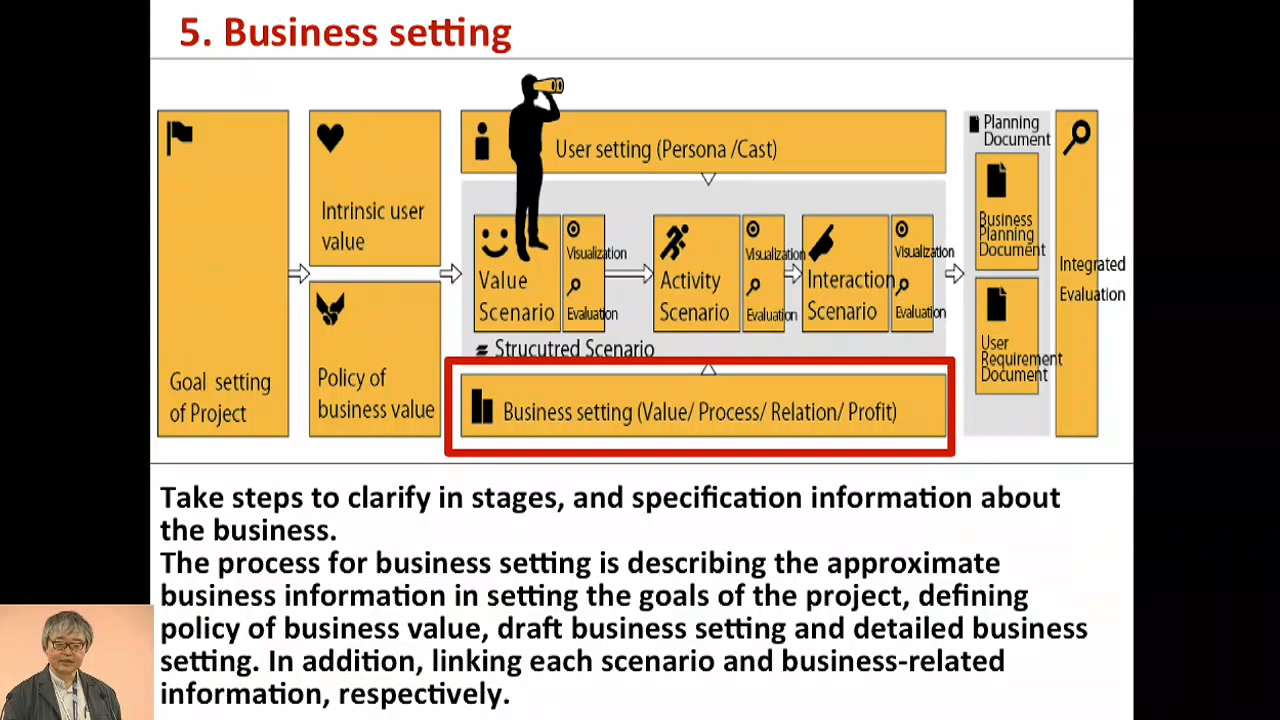 5. Business setting
Goal setting
of Project
Intrinsic user
value
Policy of
business value
User setting (Persona /Cast)
Value
Scenario
Visualization
Evaluation
Activity
Scenario
Visualization
Evaluation
Interaction
Scenario
Visualization
Evaluation
Strucutred Scenario
Business setting (Value/ Process/ Relation/ Profit)
Planning
Document
Business
Planning
Document
User
Requirement
Document
Integrated
Evaluation
Take steps to clarify in stages, and specification information about
the business.
The process for business setting is describing the approximate
business information in setting the goals of the project, defining
policy of business value, draft business setting and detailed business
setting. In addition, linking each scenario and business-related
information, respectively.